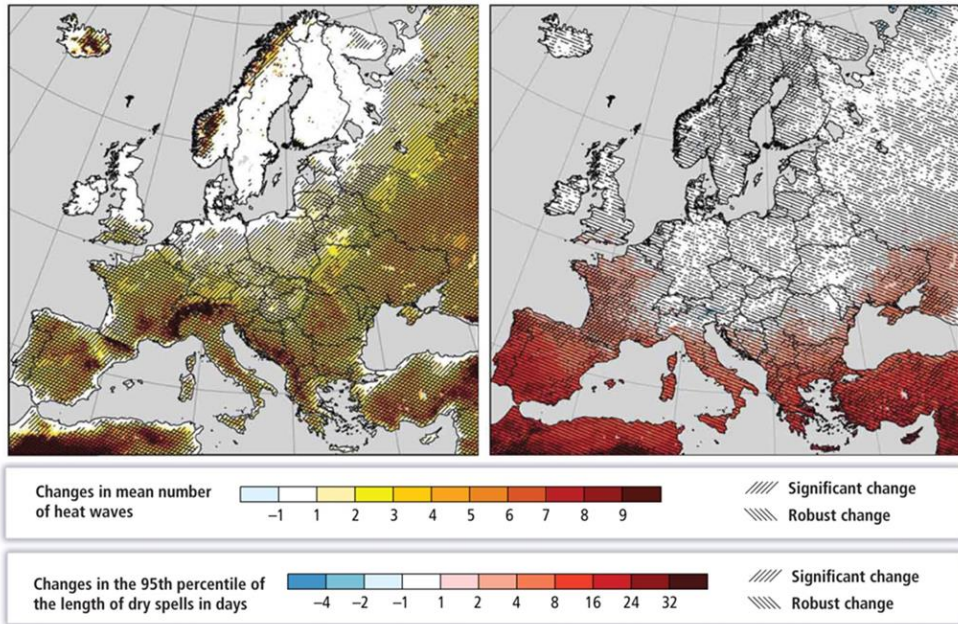 Changes in mean number
of heat waves
–1 1 2 3 4 5 6 7 8 9
Significant change
Robust change
Changes in the 95th percentile of
the length of dry spells in days
–4 –2 –1 1 2 4 8 16 24 32
Significant change
Robust change